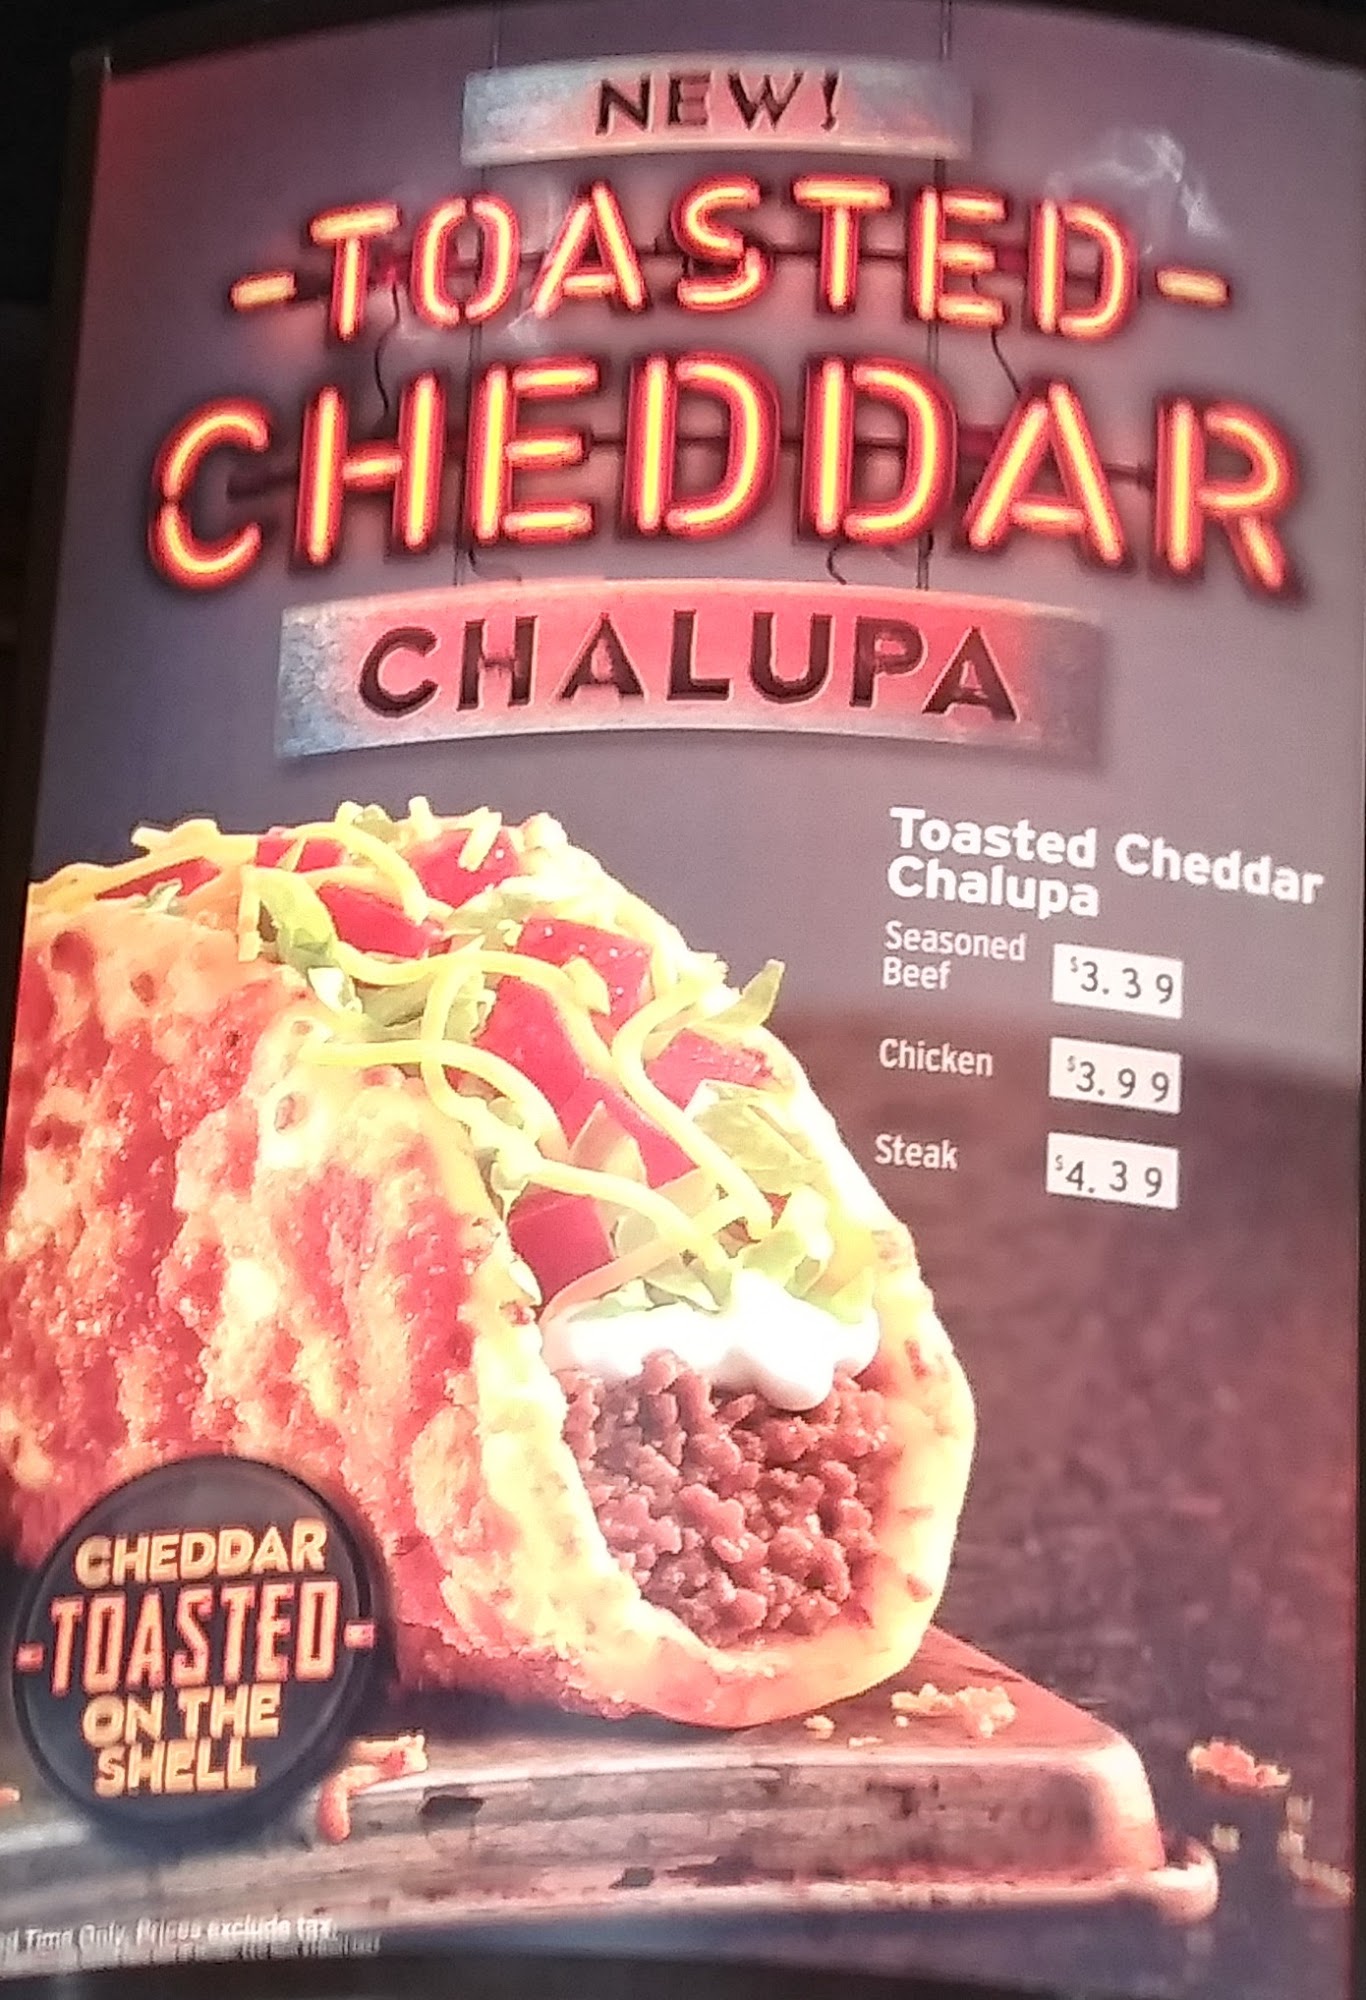 NEW!
-TOASTED-
CHEDDAR
CHALUPA
Toasted Cheddar
Chalupa
Seasoned
Beef
$3.39
Chicken
$3.99
Steak
$4.39
CHEDDAR
-TOASTED-
ON THE
SHELL
Time Only. Prices exclude tax.